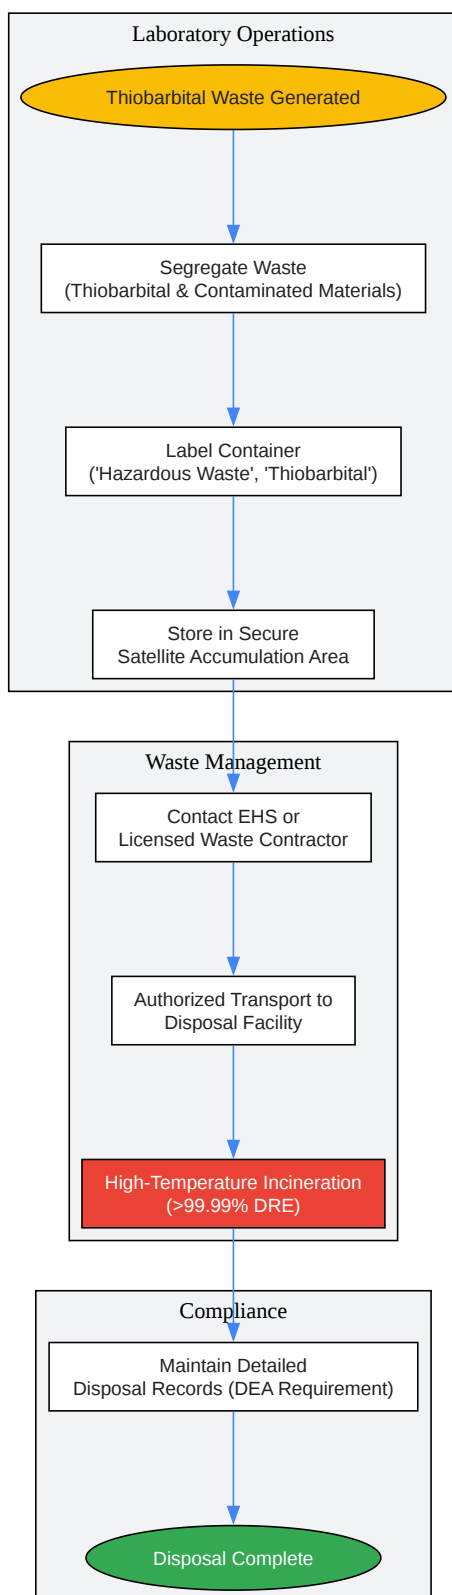 Laboratory Operations
Thiobarbital Waste Generated
Segregate Waste
(Thiobarbital & Contaminated Materials)
Label Container
('Hazardous Waste', 'Thiobarbital')
Store in Secure
Satellite Accumulation Area
Waste Management
Contact EHS or
Licensed Waste Contractor
Authorized Transport to
Disposal Facility
High-Temperature Incineration
(>99.99% DRE)
Compliance
Maintain Detailed
Disposal Records (DEA Requirement)
Disposal Complete